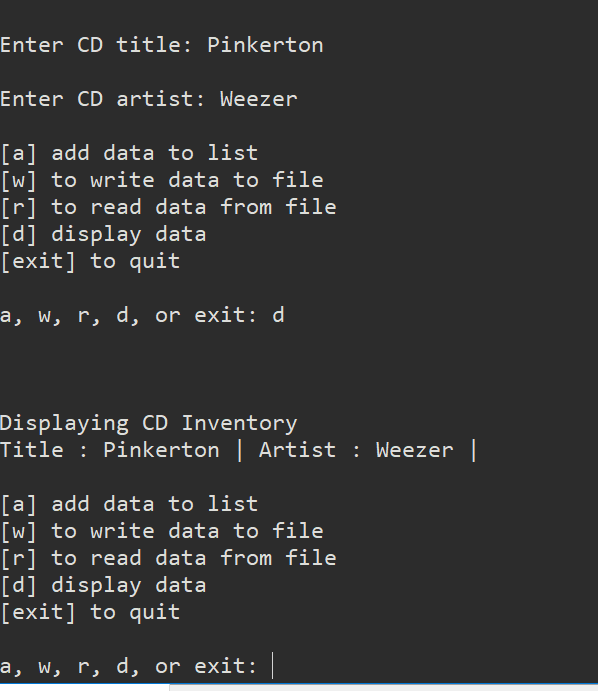 Enter CD title: Pinkerton
Enter CD artist: Weezer
[a] add data to list
[w] to write data to file
[r] to read data from file
[d] display data
[exit] to quit
a, w, r, d, or exit: d
Displaying CD Inventory
Title : Pinkerton | Artist : Weezer |
[a] add data to list
[w] to write data to file
[r] to read data from file
[d] display data
[exit] to quit
a, w, r, d, or exit: